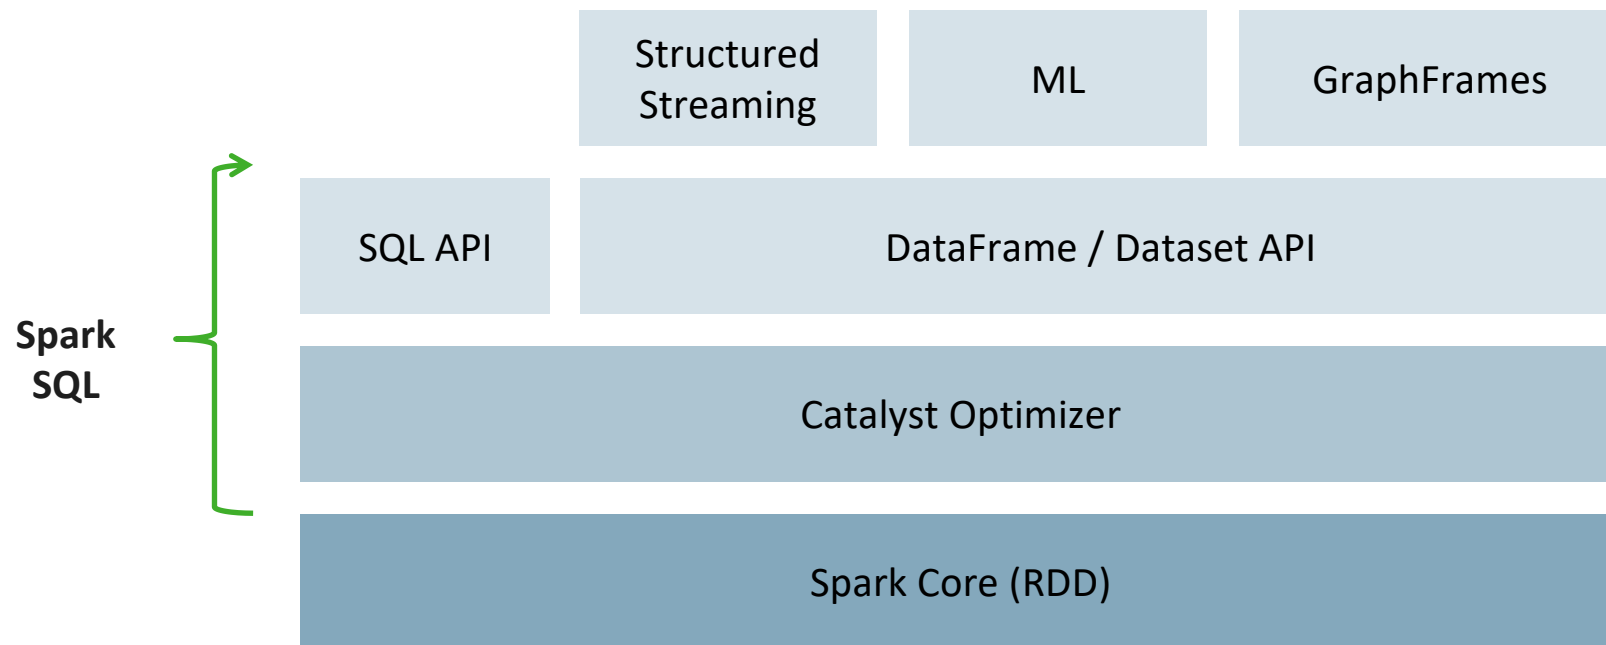 Structured
Streaming
ML
GraphFrames
SQL API
DataFrame / Dataset API
Spark
SQL
Catalyst Optimizer
Spark Core (RDD)